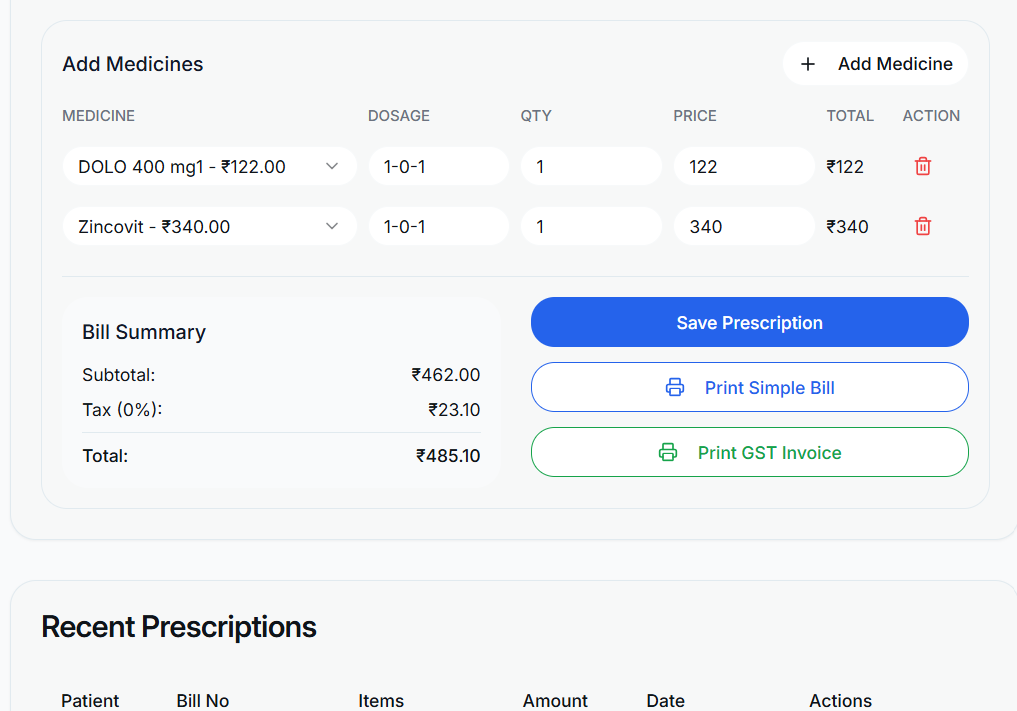 Add Medicines
Add Medicine
MEDICINE DOSAGE QTY PRICE TOTAL ACTION
DOLO 400 mg1 - ₹122.00 1-0-1 1 122 ₹122
Zincovit - ₹340.00 1-0-1 1 340 ₹340
Bill Summary
Subtotal: ₹462.00
Tax (0%): ₹23.10
Total: ₹485.10
Save Prescription
Print Simple Bill
Print GST Invoice
Recent Prescriptions
Patient Bill No Items Amount Date Actions